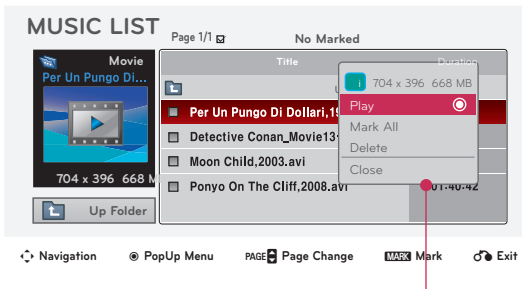 MUSIC LIST
Page 1/1
No Marked
Movie
Per Un Pungo Di...
704 x 396 668 M
Up Folder
Title
Duration
U
Per Un Pungo Di Dollari,1
Detective Conan_Movie13
Moon Child,2003.avi
Ponyo On The Cliff,2008.avi
01:40:42
i 704 x 396 668 MB
Play
Mark All
Delete
Close
Navigation
PopUp Menu
PAGE Page Change
MARK Mark
Exit